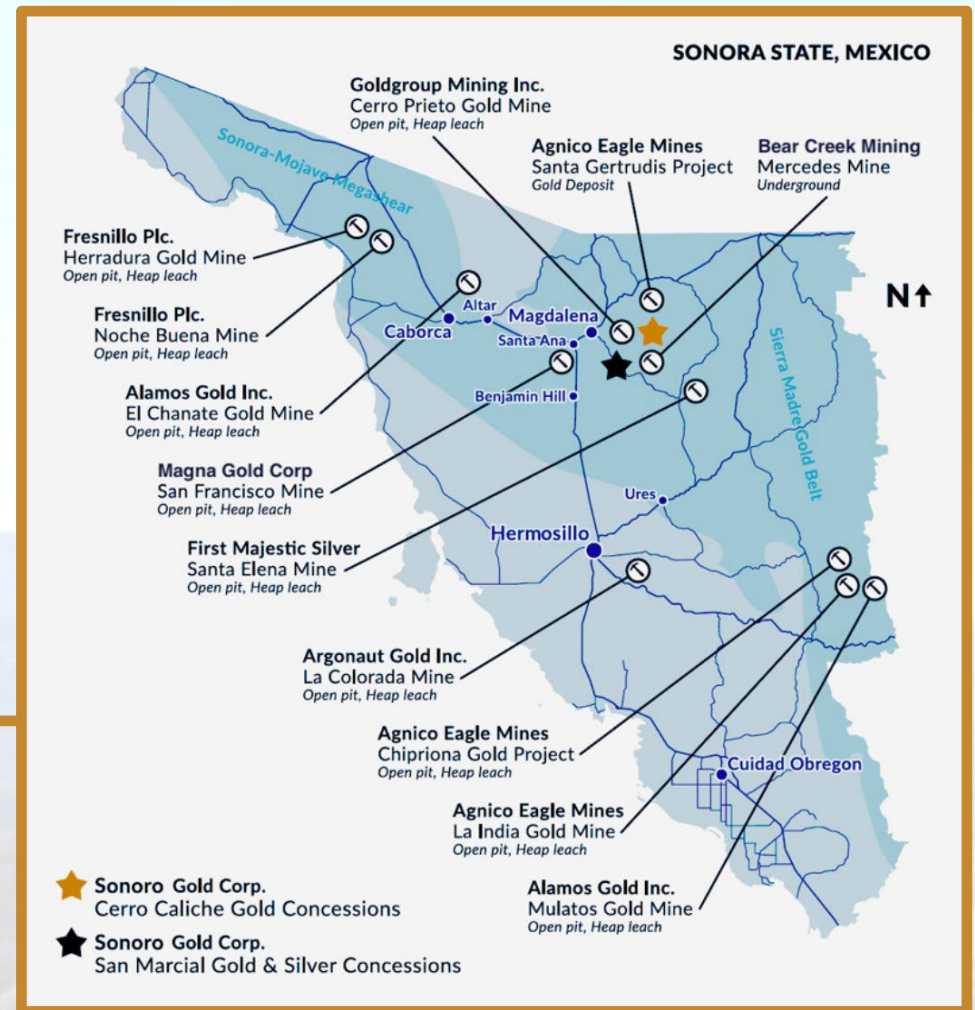 SONORA STATE, MEXICO
Goldgroup Mining Inc.
Cerro Prieto Gold Mine
Open pit, Heap leach
Agnico Eagle Mines
Santa Gertrudis Project
Gold Deposit
Bear Creek Mining
Mercedes Mine
Underground
Sonora-Mojave Megashear
Fresnillo Plc.
Herradura Gold Mine
Open pit, Heap leach
N
Fresnillo Plc.
Noche Buena Mine
Open pit, Heap leach
Altar
Caborca
Magdalena
Santa Ana
Benjamin Hill
Sierra Madre Gold Belt
Alamos Gold Inc.
El Chanate Gold Mine
Open pit, Heap leach
Magna Gold Corp
San Francisco Mine
Open pit, Heap leach
Ures
Hermosillo
First Majestic Silver
Santa Elena Mine
Open pit, Heap leach
Argonaut Gold Inc.
La Colorada Mine
Open pit, Heap leach
Agnico Eagle Mines
Chipriona Gold Project
Open pit, Heap leach
Cuidad Obregon
Agnico Eagle Mines
La India Gold Mine
Open pit, Heap leach
Alamos Gold Inc.
Mulatos Gold Mine
Open pit, Heap leach
Sonoro Gold Corp.
Cerro Caliche Gold Concessions
Sonoro Gold Corp.
San Marcial Gold & Silver Concessions